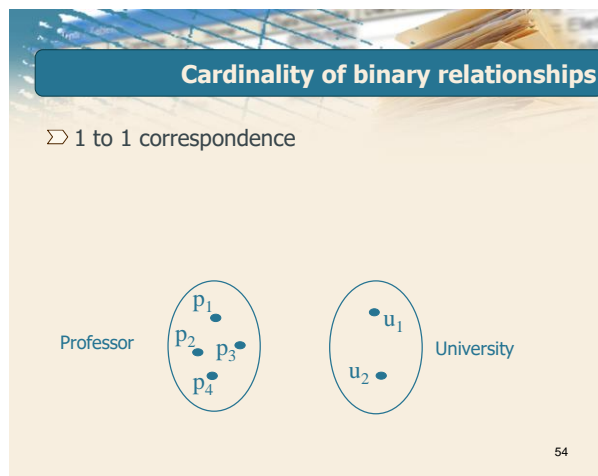 Cardinality of binary relationships
1 to 1 correspondence
p1
p2
p3
p4
Professor
u1
u2
University
54